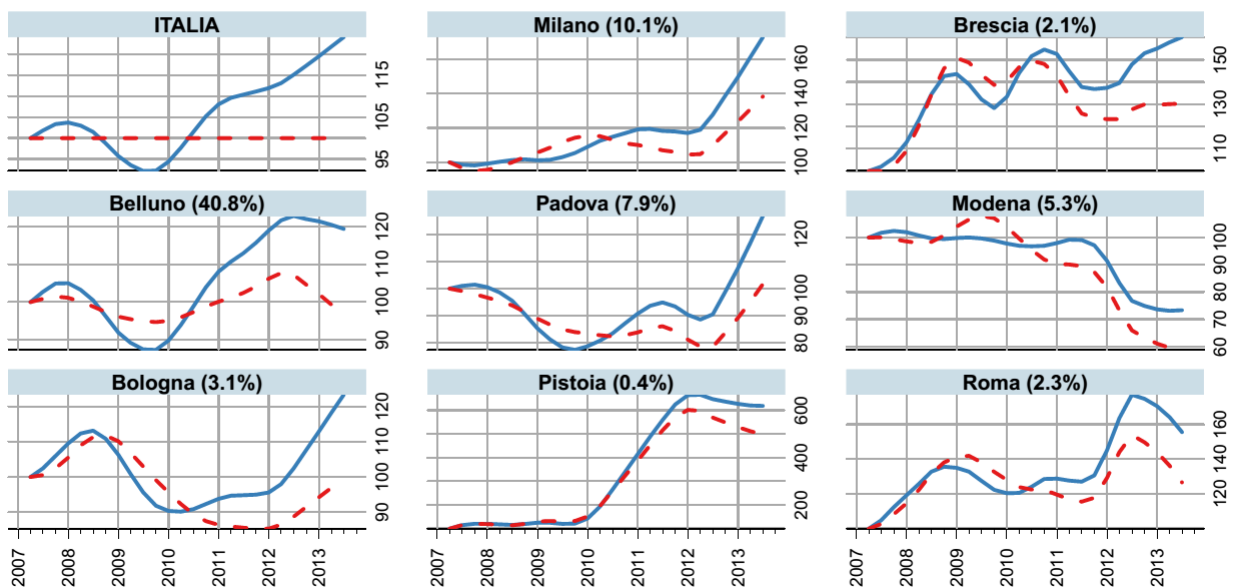 ITALIA
115
105
95
Milano (10.1%)
160
140
120
100
Brescia (2.1%)
150
130
110
Belluno (40.8%)
120
110
100
90
Padova (7.9%)
120
100
90
80
Modena (5.3%)
100
90
80
70
60
Bologna (3.1%)
120
110
100
90
Pistoia (0.4%)
600
400
200
Roma (2.3%)
160
140
120
2007 2008 2009 2010 2011 2012 2013
2007 2008 2009 2010 2011 2012 2013
2007 2008 2009 2010 2011 2012 2013